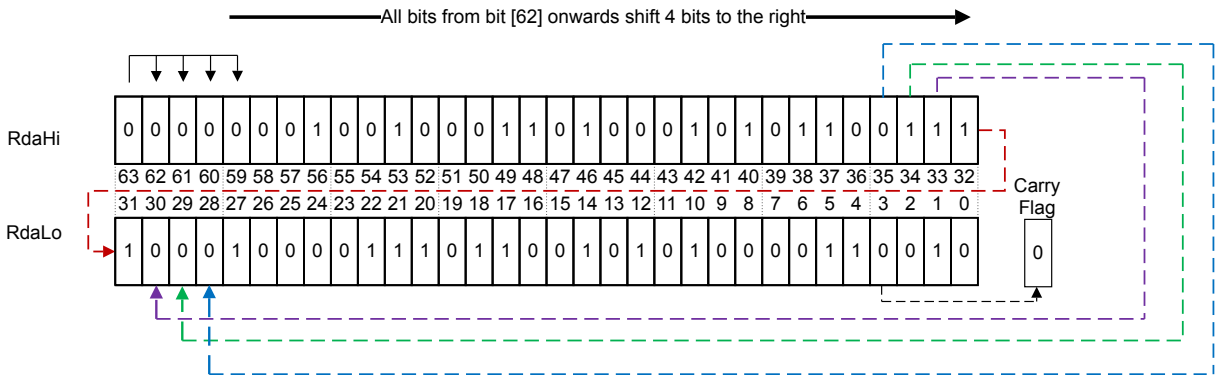 All bits from bit [62] onwards shift 4 bits to the right
RdaHi 0 0 0 0 0 0 0 1 0 0 1 0 0 0 1 1 0 1 0 0 0 1 0 1 0 1 1 0 0 1 1 1
63 62 61 60 59 58 57 56 55 54 53 52 51 50 49 48 47 46 45 44 43 42 41 40 39 38 37 36 35 34 33 32
31 30 29 28 27 26 25 24 23 22 21 20 19 18 17 16 15 14 13 12 11 10 9 8 7 6 5 4 3 2 1 0
Carry
Flag
RdaLo 1 0 0 0 1 0 0 0 0 1 1 1 0 1 1 0 0 1 0 1 0 1 0 0 0 0 1 1 0 0 1 0 0